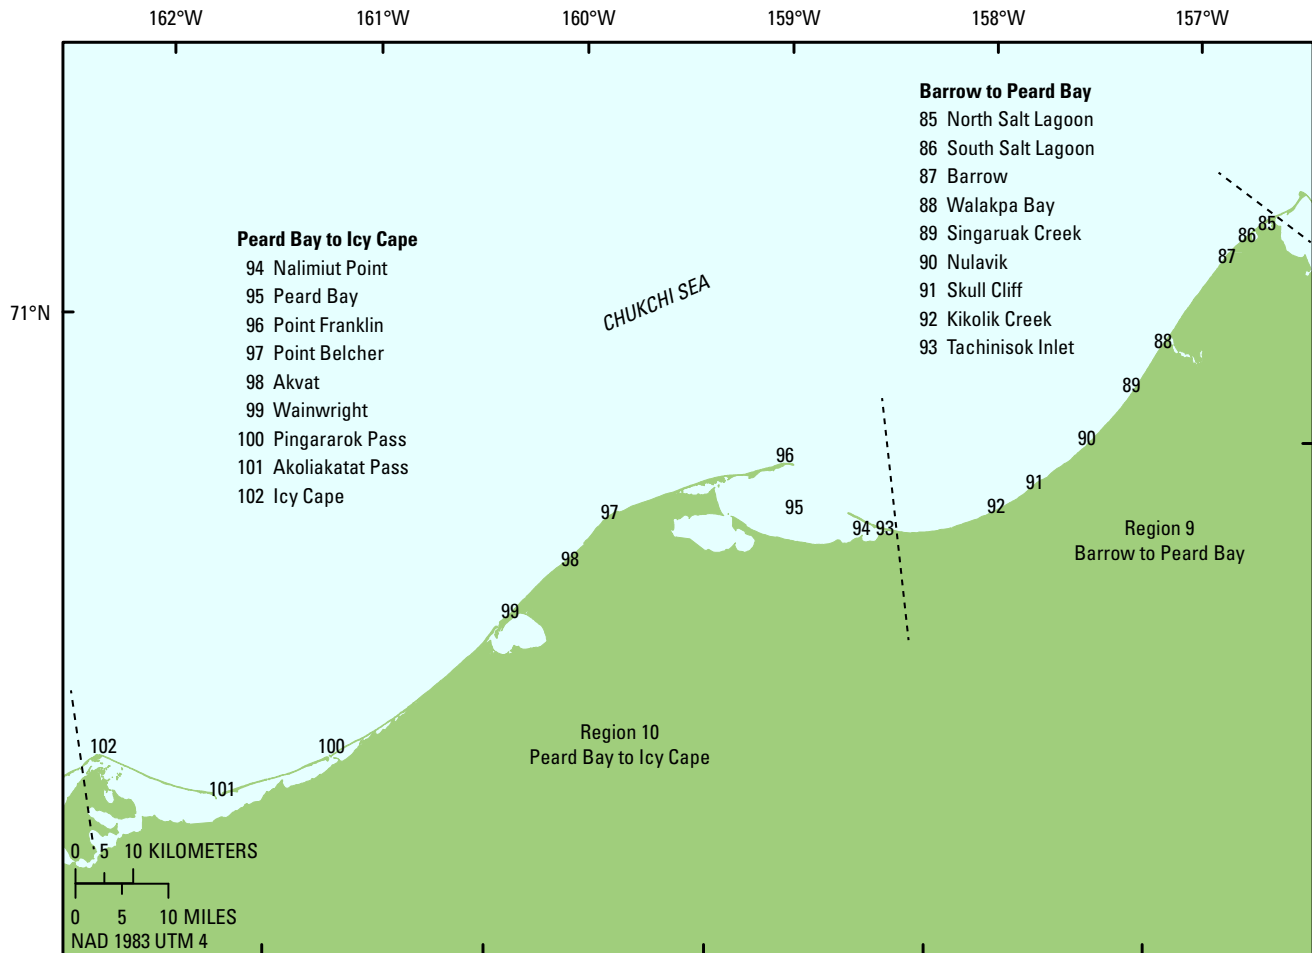 162°W 161°W 160°W 159°W 158°W 157°W
Barrow to Peard Bay
85 North Salt Lagoon
86 South Salt Lagoon
87 Barrow
88 Walakpa Bay
89 Singaruak Creek
90 Nulavik
91 Skull Cliff
92 Kikolik Creek
93 Tachinisok Inlet
Peard Bay to Icy Cape
94 Nalimiut Point
95 Peard Bay
96 Point Franklin
97 Point Belcher
98 Akvat
99 Wainwright
100 Pingararok Pass
101 Akoliakatat Pass
102 Icy Cape
71°N
CHUKCHI SEA
85
86
87
88
89
90
91
92
93
94
95
96
97
98
99
100
101
102
Region 9
Barrow to Peard Bay
Region 10
Peard Bay to Icy Cape
0 5 10 KILOMETERS
0 5 10 MILES
NAD 1983 UTM 4